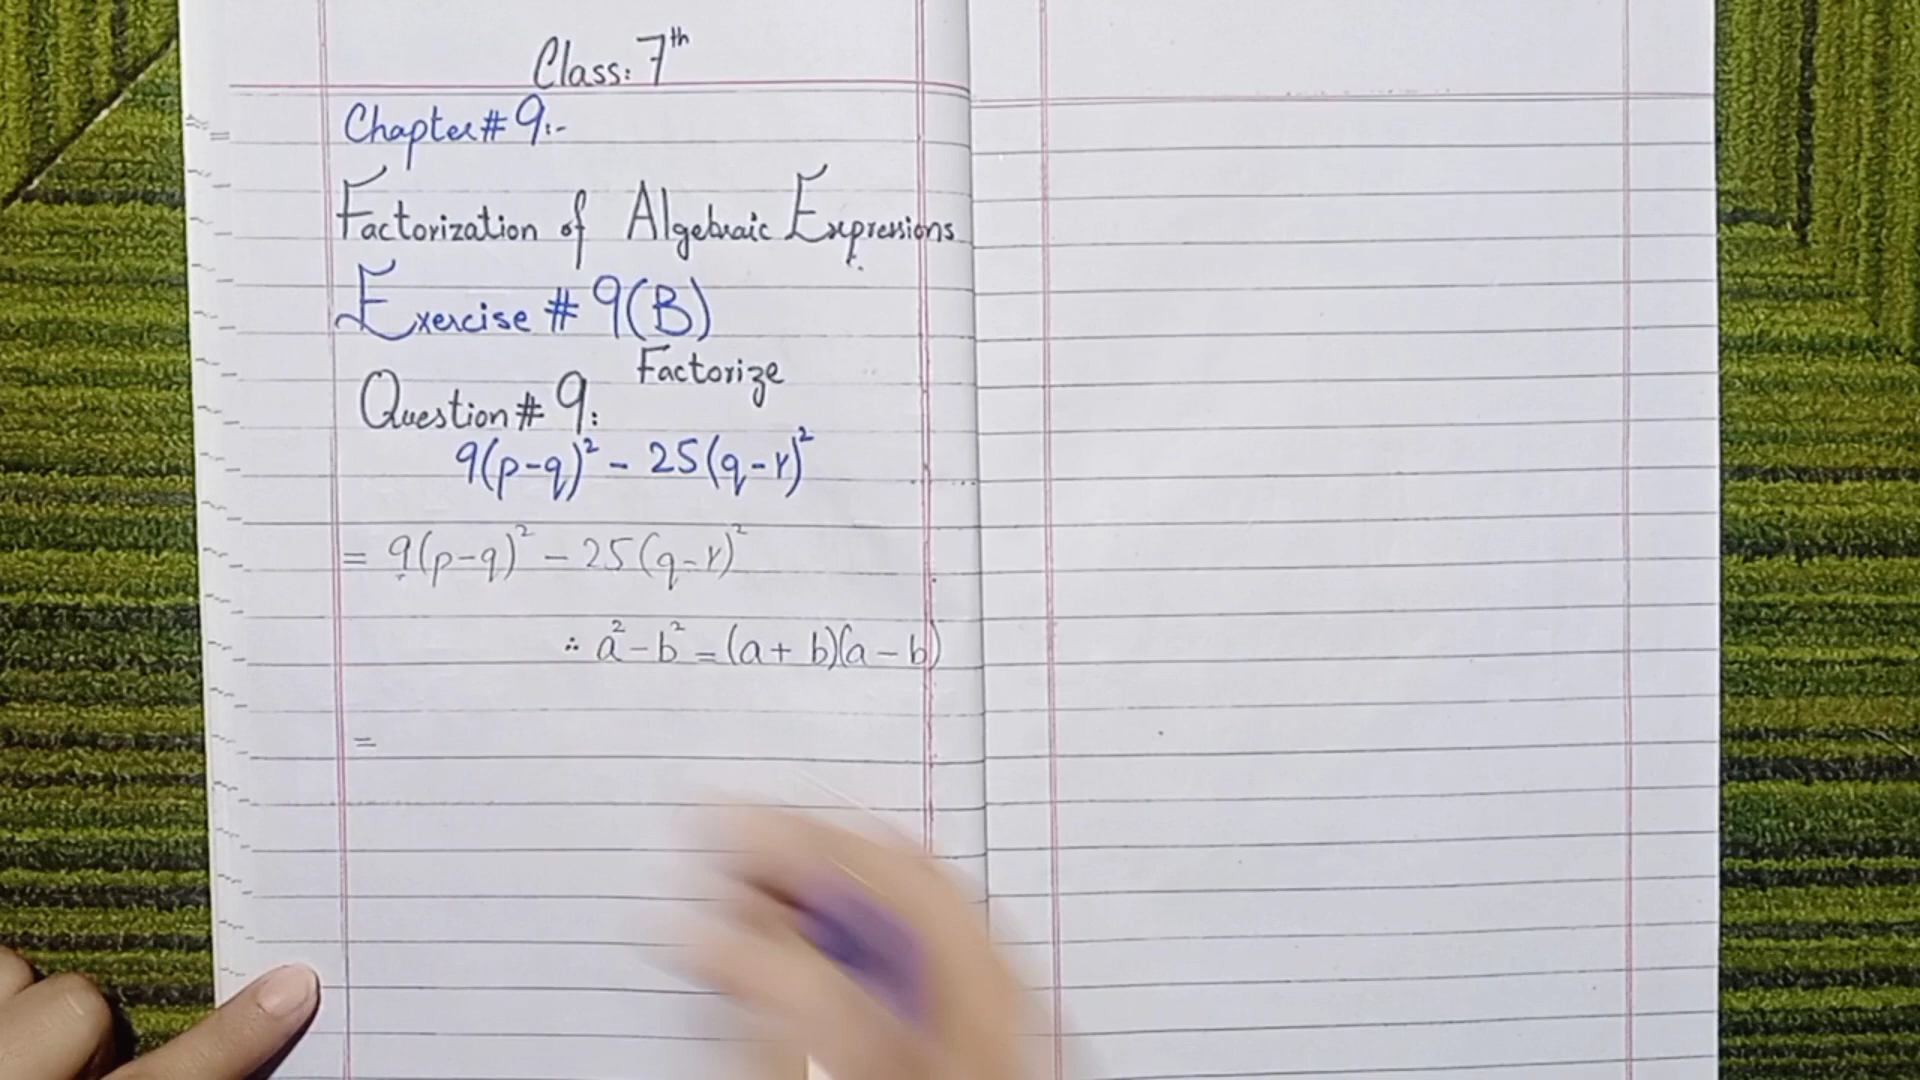 Class: 7th
Chapter # 9:-
Factorization of Algebraic Expressions
Exercise # 9(B)
Question # 9: Factorize
9(p-q)² - 25(q-r)²
= 9(p-q)² - 25(q-r)²
∴ a² - b² = (a + b)(a - b)
=